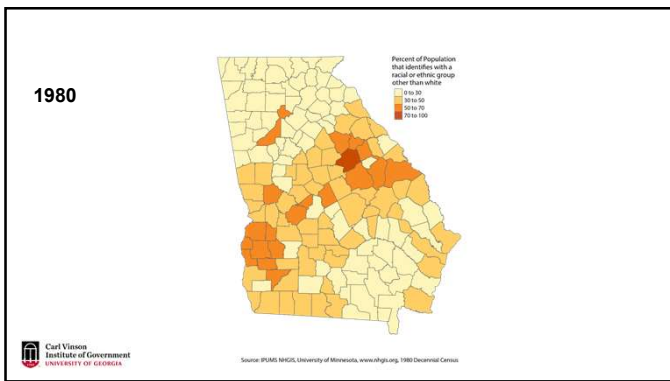 1980
Percent of Population
that identifies with a
racial or ethnic group
other than white
0 to 30
30 to 50
50 to 70
70 to 100
Carl Vinson
Institute of Government
UNIVERSITY OF GEORGIA
Source: IPUMS NHGIS, University of Minnesota, www.nhgis.org, 1980 Decennial Census